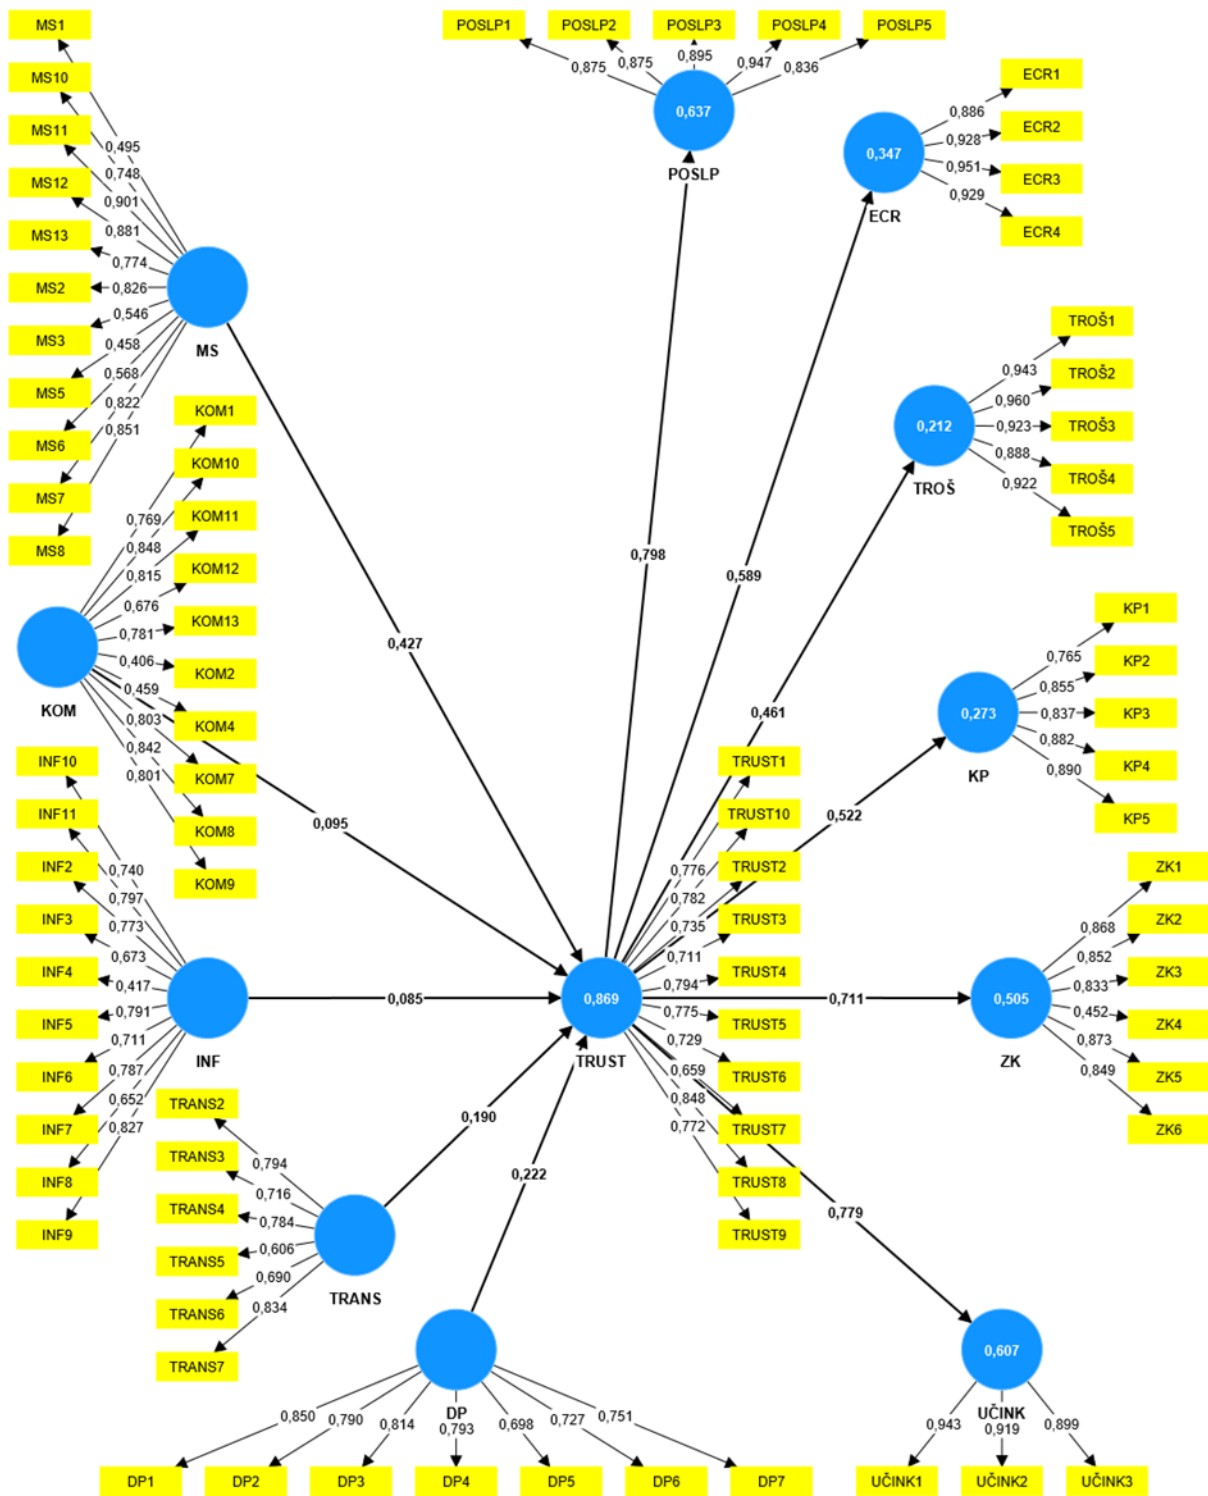 MS1
MS10
MS11
MS12
MS13
MS2
MS3
MS5
MS6
MS7
MS8
0,495
0,748
0,901
0,881
0,774
0,826
0,546
0,458
0,568
0,822
0,851
MS
POSLP1
POSLP2
POSLP3
POSLP4
POSLP5
0,875
0,875
0,895
0,947
0,836
0,637
POSLP
ECR1
ECR2
ECR3
ECR4
0,886
0,928
0,951
0,929
0,347
ECR
TROŠ1
TROŠ2
TROŠ3
TROŠ4
TROŠ5
0,943
0,960
0,923
0,888
0,922
0,212
TROŠ
KOM1
KOM10
KOM11
KOM12
KOM13
KOM2
KOM4
KOM7
KOM8
KOM9
0,769
0,848
0,815
0,676
0,781
0,406
0,459
0,803
0,842
0,801
KOM
0,798
0,589
0,427
0,461
0,522
0,095
0,085
0,711
0,190
0,222
0,779
KP1
KP2
KP3
KP4
KP5
0,765
0,855
0,837
0,882
0,890
0,273
KP
INF10
INF11
INF2
INF3
INF4
INF5
INF6
INF7
INF8
INF9
0,740
0,797
0,773
0,673
0,417
0,791
0,711
0,787
0,652
0,827
INF
TRUST1
TRUST10
TRUST2
TRUST3
TRUST4
TRUST5
TRUST6
TRUST7
TRUST8
TRUST9
0,776
0,782
0,735
0,711
0,794
0,775
0,729
0,659
0,848
0,772
0,869
TRUST
ZK1
ZK2
ZK3
ZK4
ZK5
ZK6
0,868
0,852
0,833
0,452
0,873
0,849
0,505
ZK
TRANS2
TRANS3
TRANS4
TRANS5
TRANS6
TRANS7
0,794
0,716
0,784
0,606
0,690
0,834
TRANS
DP
0,850
0,790
0,814
0,793
0,698
0,727
0,751
DP1
DP2
DP3
DP4
DP5
DP6
DP7
0,607
UČINK
0,943
0,919
0,899
UČINK1
UČINK2
UČINK3